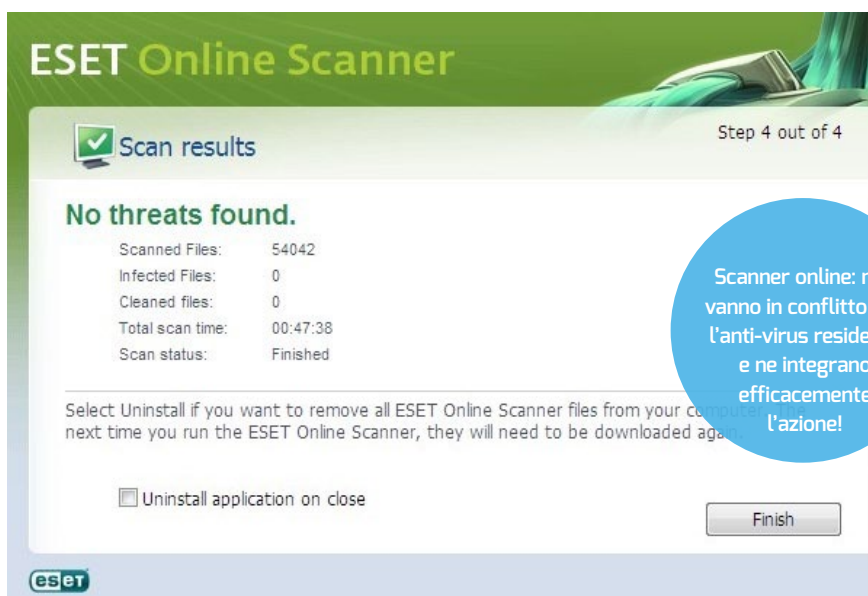 ESET Online Scanner
Scan results
Step 4 out of 4
No threats found.
Scanned Files: 54042
Infected Files: 0
Cleaned files: 0
Total scan time: 00:47:38
Scan status: Finished
Scanner online:
vanno in conflitto
l'anti-virus
e ne integrano
efficacemente
l'azione!
Select Uninstall if you want to remove all ESET Online Scanner files from your computer. The
next time you run the ESET Online Scanner, they will need to be downloaded again.
Uninstall application on close
Finish
eset